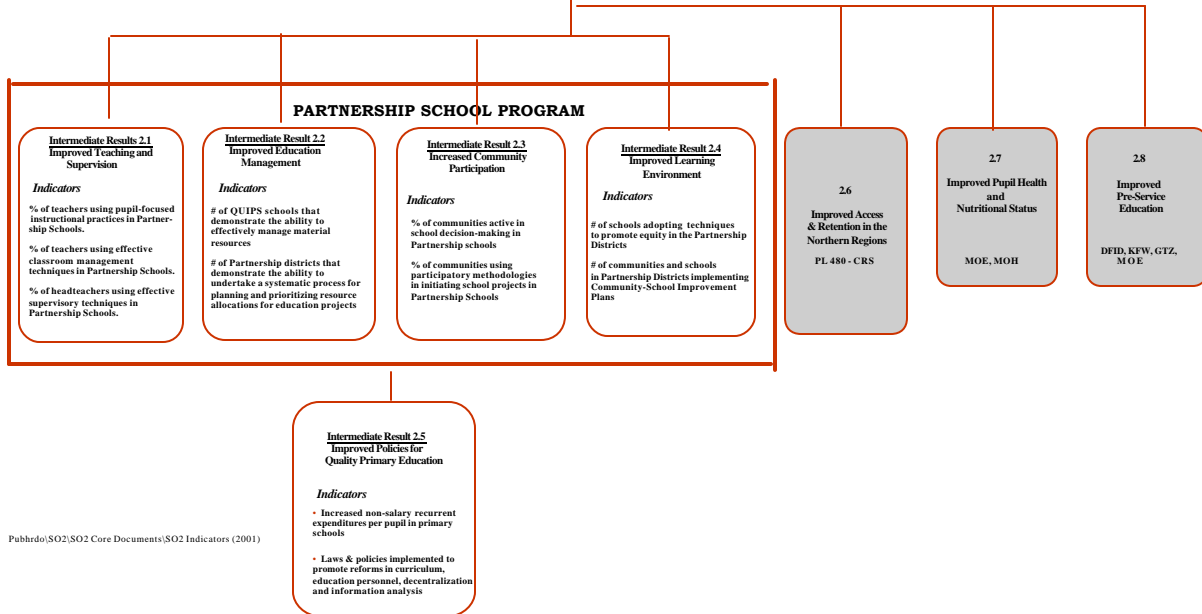 PARTNERSHIP SCHOOL PROGRAM
Intermediate Results 2.1
Improved Teaching and
Supervision
Indicators
% of teachers using pupil-focused
instructional practices in Partner-
ship Schools.
% of teachers using effective
classroom management
techniques in Partnership Schools.
% of headteachers using effective
supervisory techniques in
Partnership Schools.
Intermediate Result 2.2
Improved Education
Management
Indicators
# of QUIPS schools that
demonstrate the ability to
effectively manage material
resources
# of Partnership districts that
demonstrate the ability to
undertake a systematic process for
planning and prioritizing resource
allocations for education projects
Intermediate Result 2.3
Increased Community
Participation
Indicators
% of communities active in
school decision-making in
Partnership schools
% of communities using
participatory methodologies
in initiating school projects in
Partnership Schools
Intermediate Result 2.4
Improved Learning
Environment
Indicators
# of schools adopting techniques
to promote equity in the Partnership
Districts
# of communities and schools
in Partnership Districts implementing
Community-School Improvement
Plans
2.6
Improved Access
& Retention in the
Northern Regions
PL 480 - CRS
2.7
Improved Pupil Health
and
Nutritional Status
MOE, MOH
2.8
Improved
Pre-Service
Education
DFID, KFW, GTZ,
MOE
Intermediate Result 2.5
Improved Policies for
Quality Primary Education
Indicators
• Increased non-salary recurrent
expenditures per pupil in primary
schools
• Laws & policies implemented to
promote reforms in curriculum,
education personnel, decentralization
and information analysis
Pubhrdo\SO2\SO2 Core Documents\SO2 Indicators (2001)